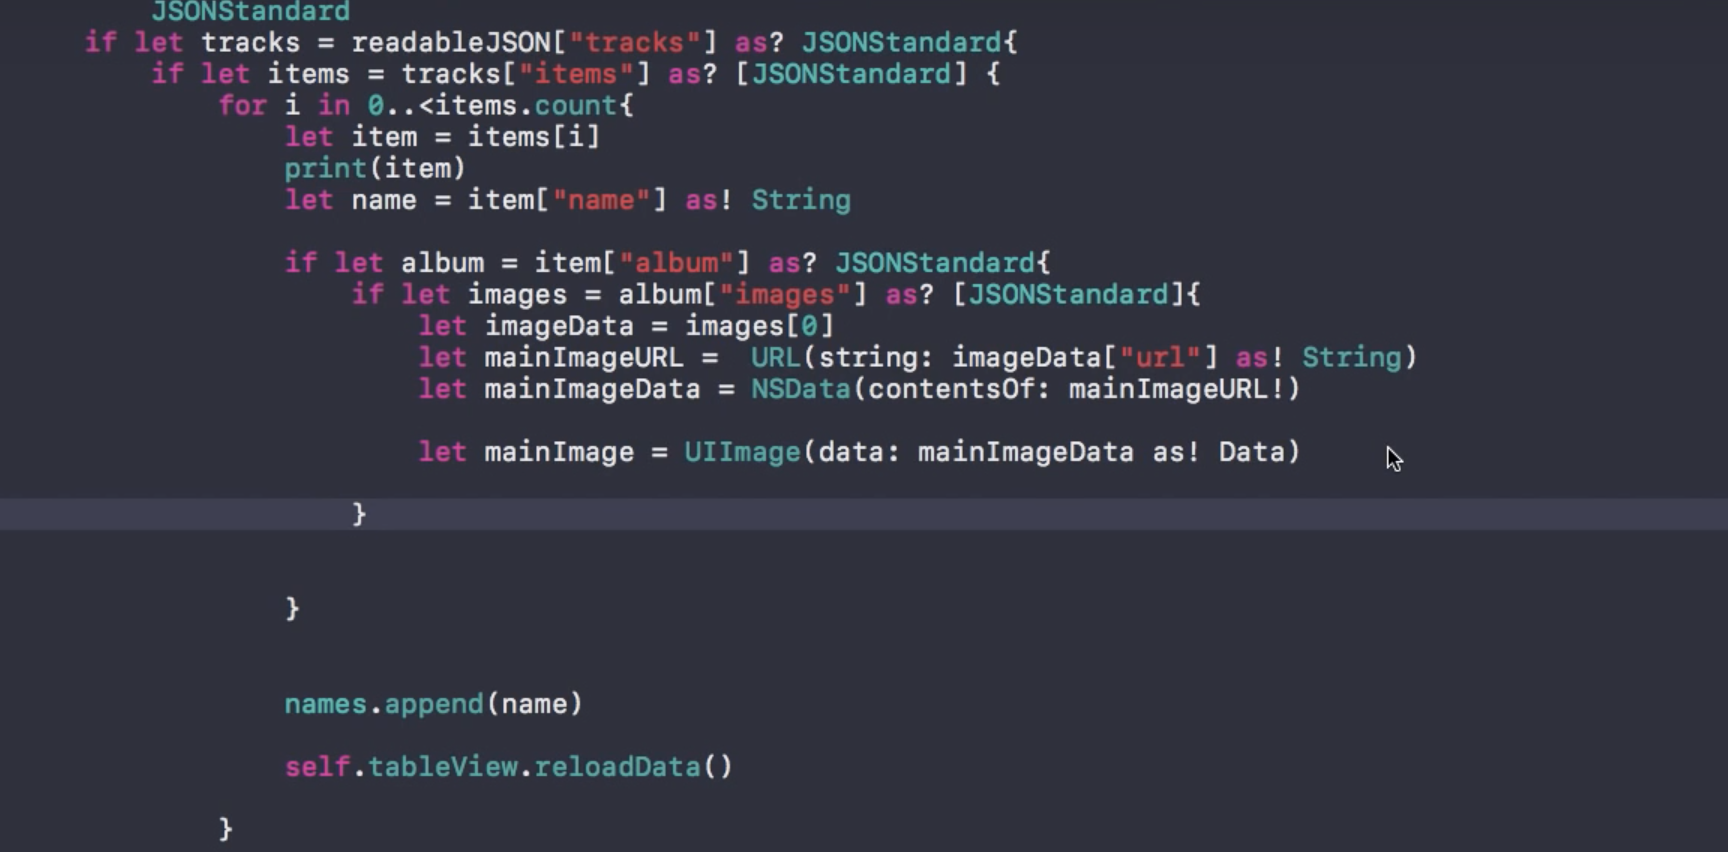 JSONStandard
if let tracks = readableJSON["tracks"] as? JSONStandard{
if let items = tracks["items"] as? [JSONStandard] {
for i in 0..<items.count{
let item = items[i]
print(item)
let name = item["name"] as! String
if let album = item["album"] as? JSONStandard{
if let images = album["images"] as? [JSONStandard]{
let imageData = images[0]
let mainImageURL =  URL(string: imageData["url"] as! String)
let mainImageData = NSData(contentsOf: mainImageURL!)
let mainImage = UIImage(data: mainImageData as! Data)
}
}
names.append(name)
self.tableView.reloadData()
}